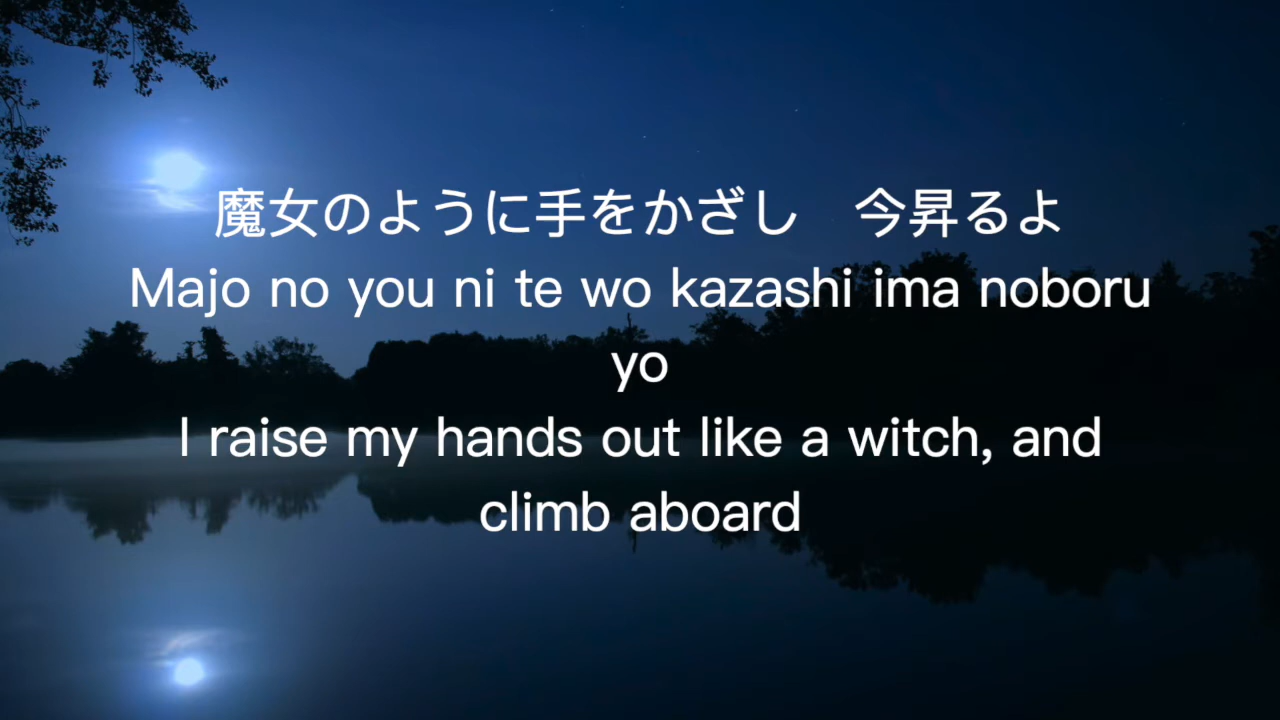 魔女のように手をかざし　今昇るよ
Majo no you ni te wo kazashi ima noboru
yo
I raise my hands out like a witch, and
climb aboard